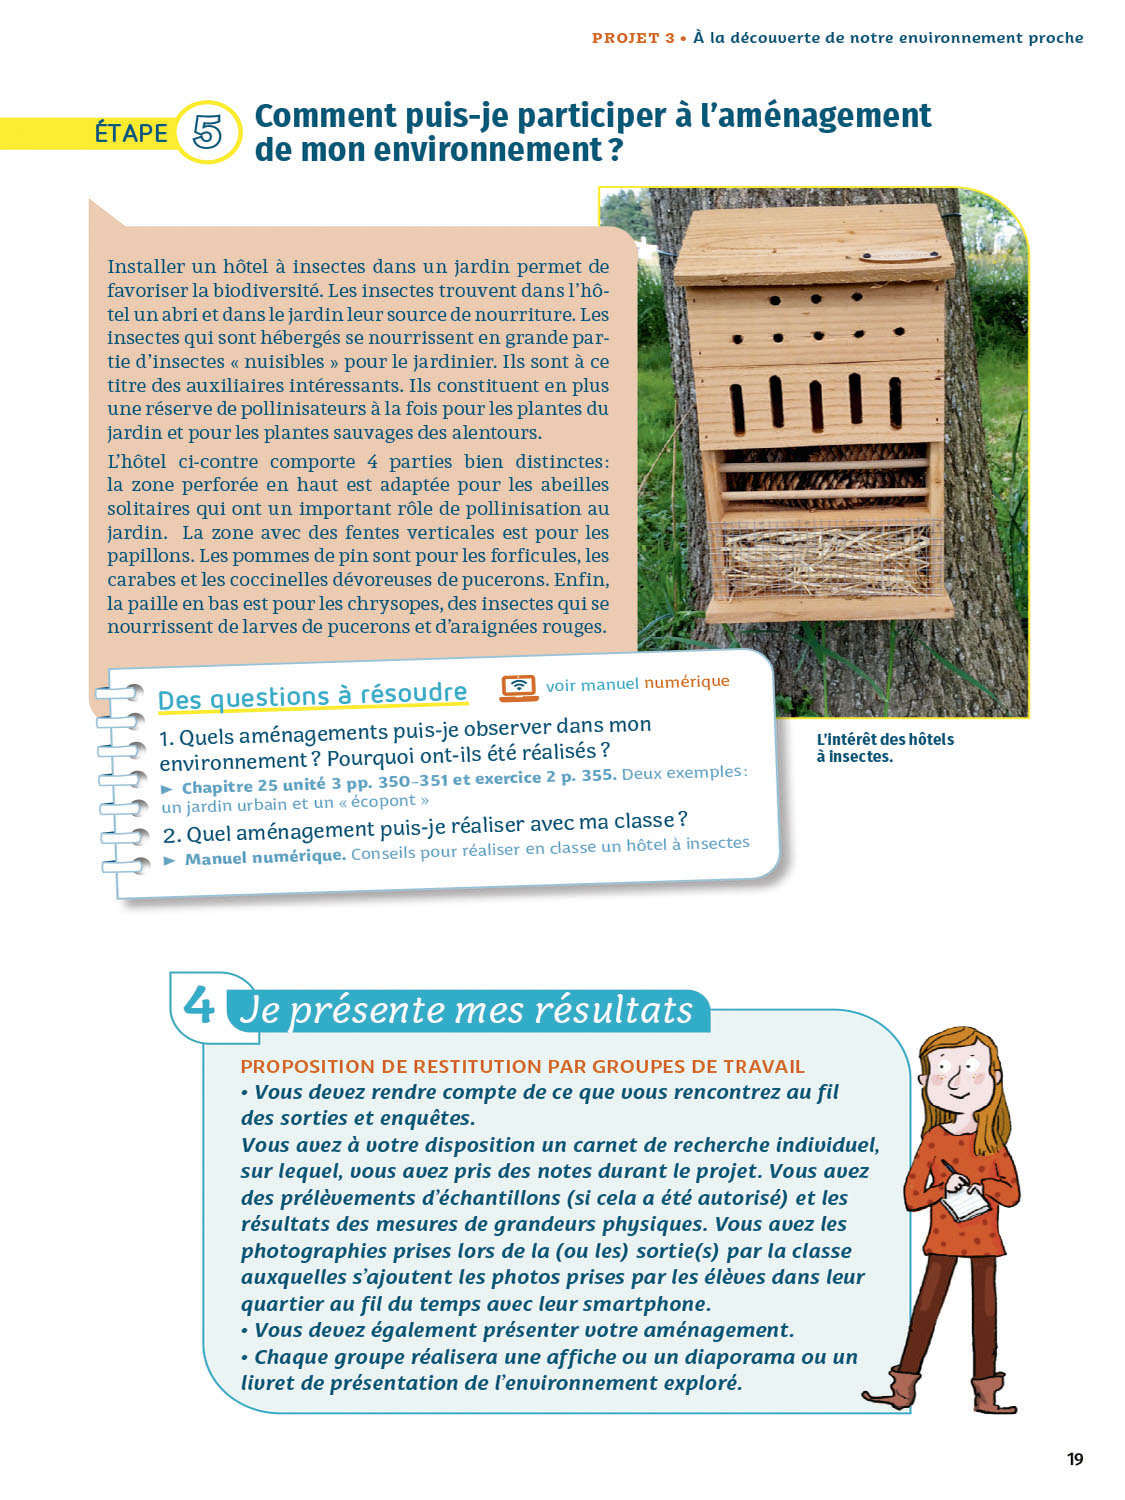 PROJET 3 • À la découverte de notre environnement proche
ÉTAPE 5
Comment puis-je participer à l’aménagement
de mon environnement ?
Installer un hôtel à insectes dans un jardin permet de
favoriser la biodiversité. Les insectes trouvent dans l’hô-
tel un abri et dans le jardin leur source de nourriture. Les
insectes qui sont hébergés se nourrissent en grande par-
tie d’insectes « nuisibles » pour le jardinier. Ils sont à ce
titre des auxiliaires intéressants. Ils constituent en plus
une réserve de pollinisateurs à la fois pour les plantes du
jardin et pour les plantes sauvages des alentours.
L’hôtel ci-contre comporte 4 parties bien distinctes :
la zone perforée en haut est adaptée pour les abeilles
solitaires qui ont un important rôle de pollinisation au
jardin. La zone avec des fentes verticales est pour les
papillons. Les pommes de pin sont pour les forficules, les
carabes et les coccinelles dévoreuses de pucerons. Enfin,
la paille en bas est pour les chrysopes, des insectes qui se
nourrissent de larves de pucerons et d’araignées rouges.
Des questions à résoudre
voir manuel numérique
1. Quels aménagements puis-je observer dans mon
environnement ? Pourquoi ont-ils été réalisés ?
► Chapitre 25 unité 3 pp. 350-351 et exercice 2 p. 355. Deux exemples :
un jardin urbain et un « écopont »
2. Quel aménagement puis-je réaliser avec ma classe ?
► Manuel numérique. Conseils pour réaliser en classe un hôtel à insectes
L’intérêt des hôtels
à insectes.
4 Je présente mes résultats
PROPOSITION DE RESTITUTION PAR GROUPES DE TRAVAIL
• Vous devez rendre compte de ce que vous rencontrez au fil
des sorties et enquêtes.
Vous avez à votre disposition un carnet de recherche individuel,
sur lequel, vous avez pris des notes durant le projet. Vous avez
des prélèvements d’échantillons (si cela a été autorisé) et les
résultats des mesures de grandeurs physiques. Vous avez les
photographies prises lors de la (ou les) sortie(s) par la classe
auxquelles s’ajoutent les photos prises par les élèves dans leur
quartier au fil du temps avec leur smartphone.
• Vous devez également présenter votre aménagement.
• Chaque groupe réalisera une affiche ou un diaporama ou un
livret de présentation de l’environnement exploré.
19